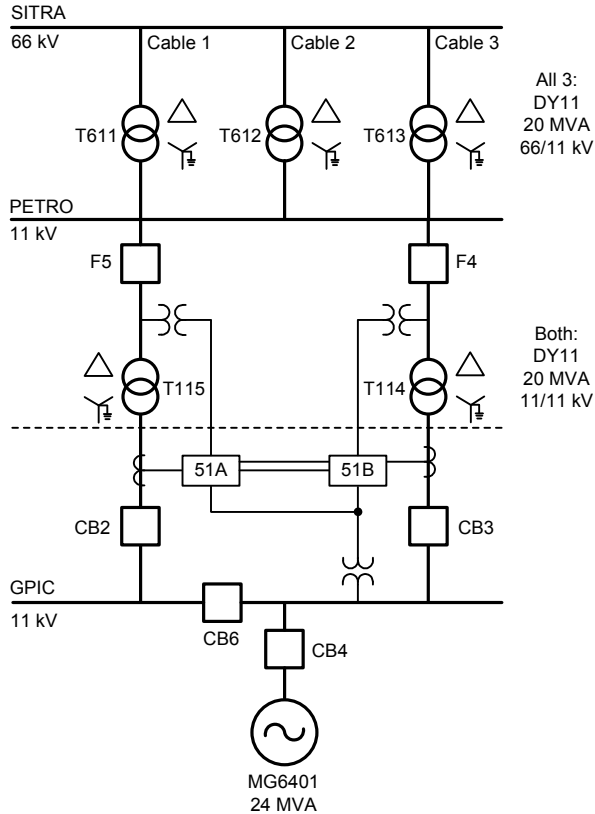 SITRA
66 kV
Cable 1
Cable 2
Cable 3
T611
T612
T613
All 3:
DY11
20 MVA
66/11 kV
PETRO
11 kV
F5
F4
T115
T114
Both:
DY11
20 MVA
11/11 kV
51A
51B
CB2
CB3
GPIC
11 kV
CB6
CB4
MG6401
24 MVA